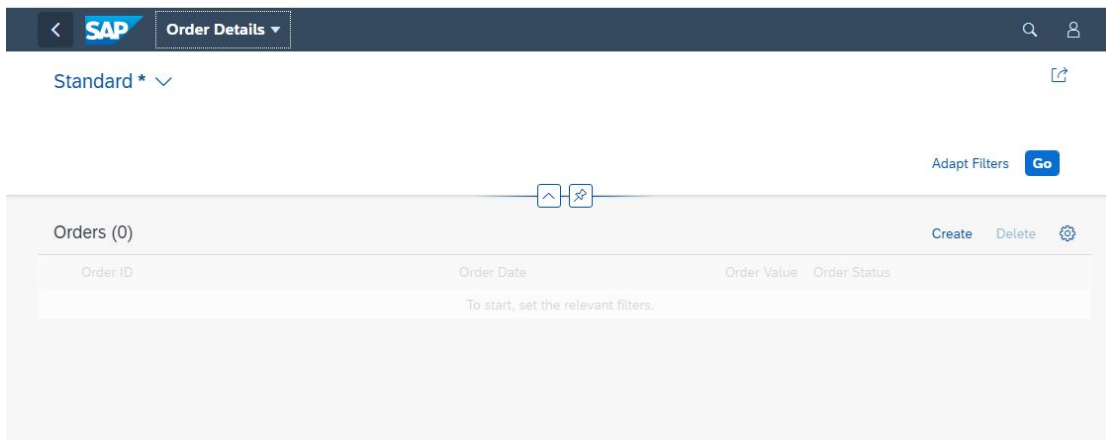 SAP Order Details
Standard *
Adapt Filters Go
Orders (0) Create Delete
Order ID Order Date Order Value Order Status
To start, set the relevant filters.